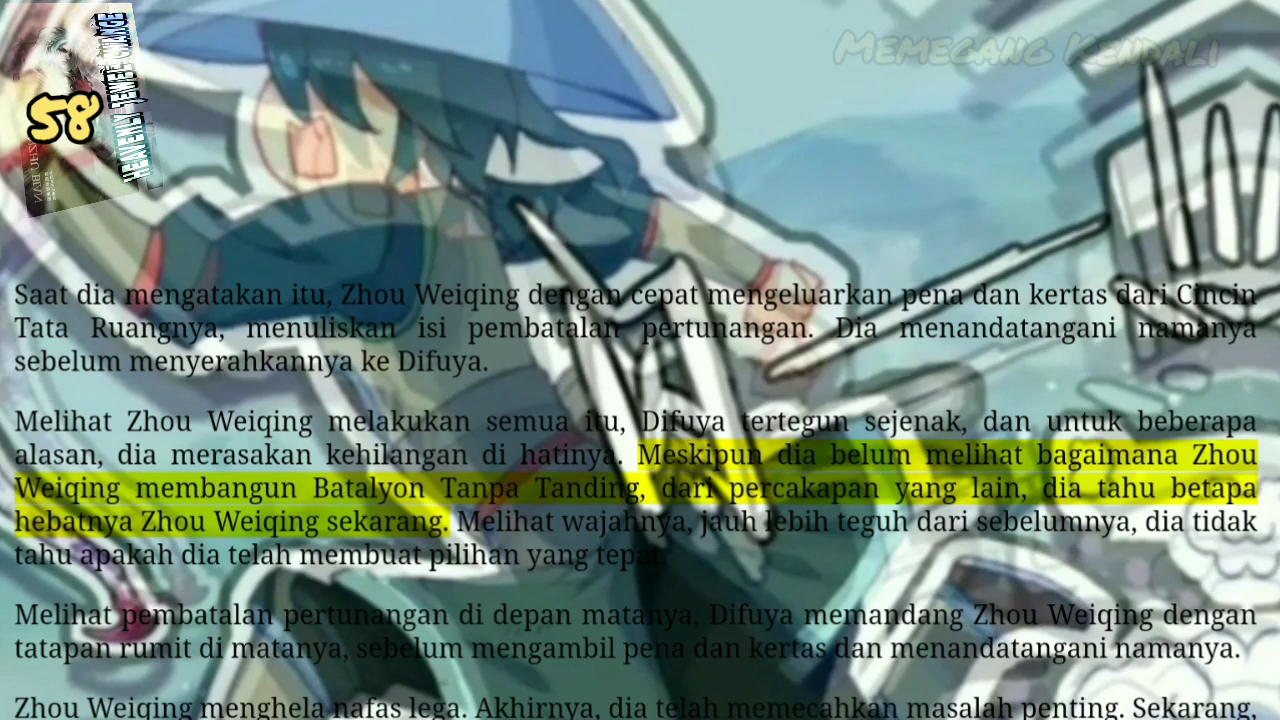 Memegang Kendali
58
HEAVENLY JEWEL CHANGE
Saat dia mengatakan itu, Zhou Weiqing dengan cepat mengeluarkan pena dan kertas dari Cincin
Tata Ruangnya, menuliskan isi pembatalan pertunangan. Dia menandatangani namanya
sebelum menyerahkannya ke Difuya.
Melihat Zhou Weiqing melakukan semua itu, Difuya tertegun sejenak, dan untuk beberapa
alasan, dia merasakan kehilangan di hatinya. Meskipun dia belum melihat bagaimana Zhou
Weiqing membangun Batalyon Tanpa Tanding, dari percakapan yang lain, dia tahu betapa
hebatnya Zhou Weiqing sekarang. Melihat wajahnya, jauh lebih teguh dari sebelumnya, dia tidak
tahu apakah dia telah membuat pilihan yang tepat.
Melihat pembatalan pertunangan di depan matanya, Difuya memandang Zhou Weiqing dengan
tatapan rumit di matanya, sebelum mengambil pena dan kertas dan menandatangani namanya.
Zhou Weiqing menghela nafas lega. Akhirnya, dia telah memecahkan masalah penting. Sekarang,